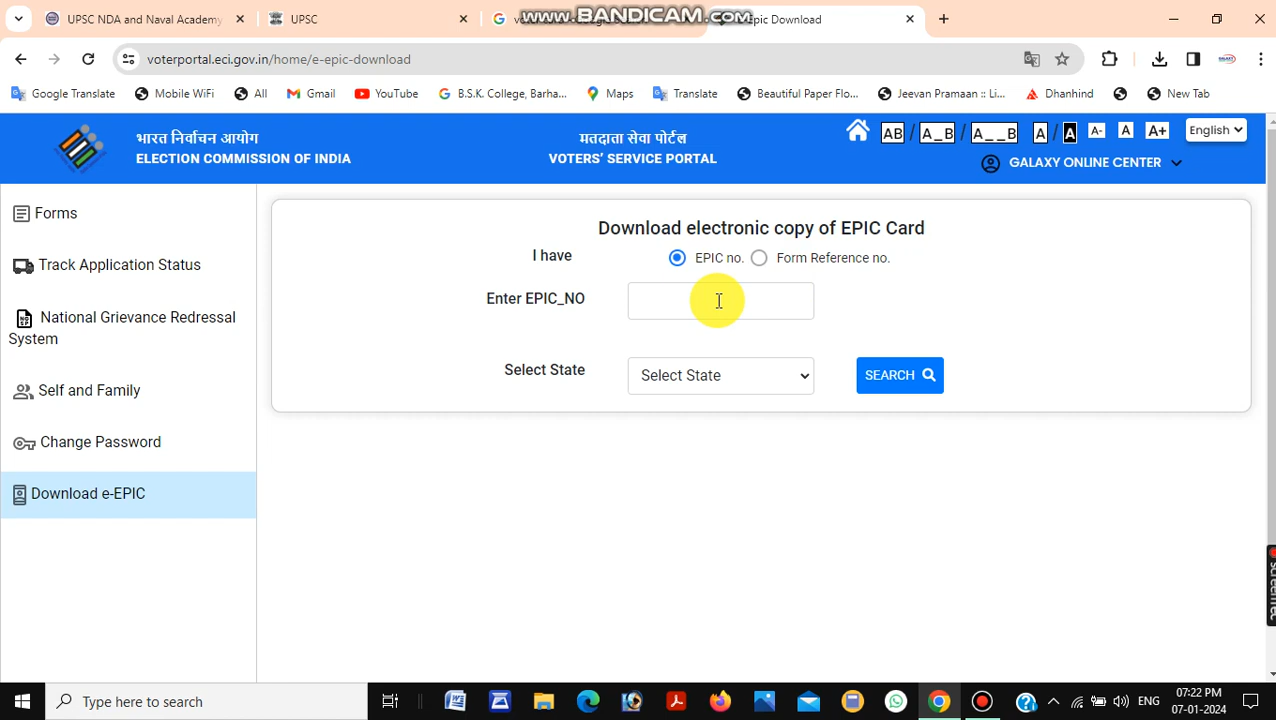 UPSC NDA and Naval Academy
UPSC
www.BANDICAM.com
Epic Download
voterportal.eci.gov.in/home/e-epic-download
Google Translate
Mobile WiFi
All
Gmail
YouTube
B.S.K. College, Barha...
Maps
Translate
Beautiful Paper Flo...
Jeevan Pramaan :: Li...
Dhanhind
New Tab
भारत निर्वाचन आयोग
ELECTION COMMISSION OF INDIA
मतदाता सेवा पोर्टल
VOTERS' SERVICE PORTAL
AB / A_B / A__B A / A A- A A+
English
GALAXY ONLINE CENTER
Forms
Track Application Status
National Grievance Redressal
System
Self and Family
Change Password
Download e-EPIC
Download electronic copy of EPIC Card
I have
EPIC no.
Form Reference no.
Enter EPIC_NO
Select State
Select State
SEARCH
Type here to search
ENG
07:22 PM
07-01-2024